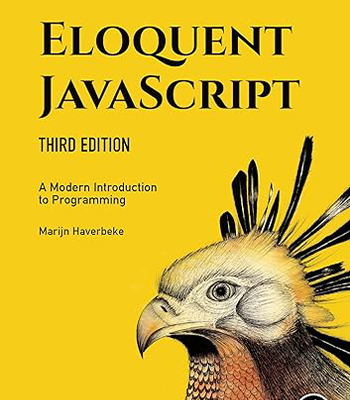 ELOQUENT
JAVASCRIPT
THIRD EDITION
A Modern Introduction
to Programming
Marijn Haverbeke